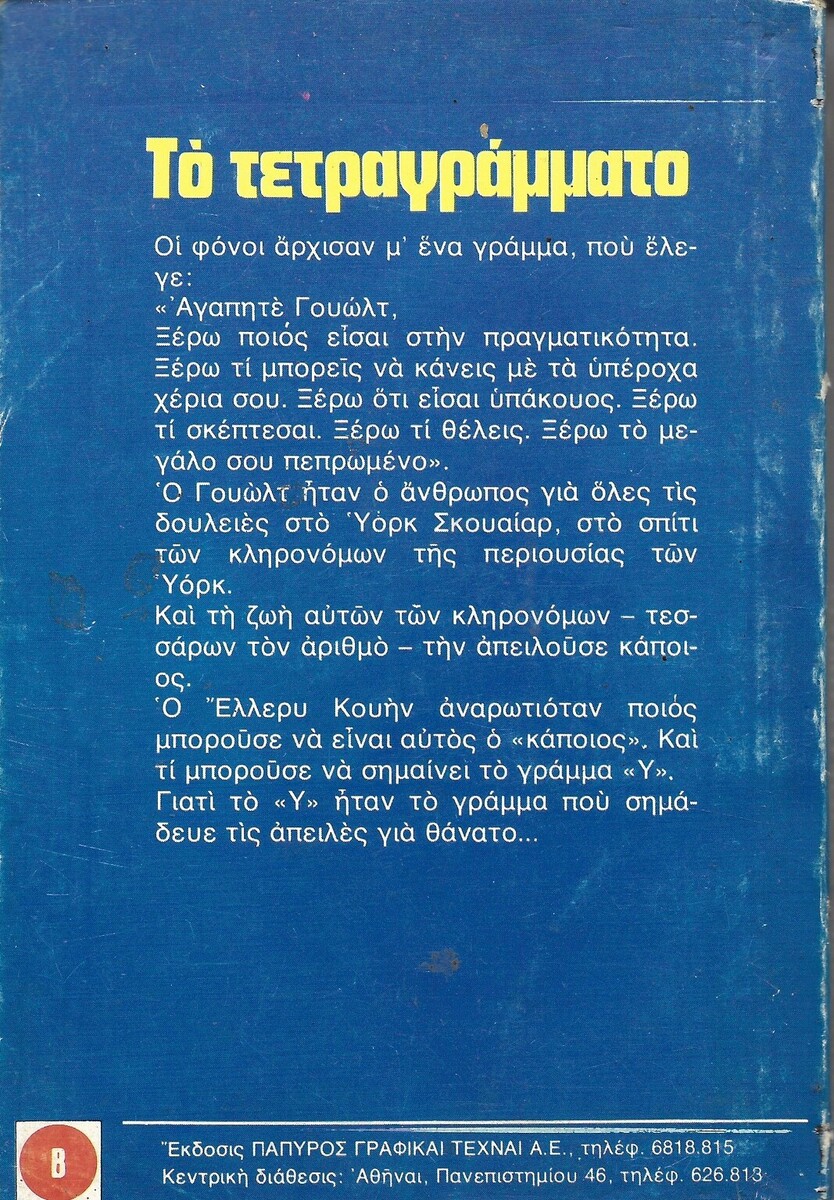 Τὸ τετραγράμματο
Οἱ φόνοι ἄρχισαν μ' ἕνα γράμμα, ποὺ ἔλε-
γε:
«Ἀγαπητὲ Γουώλτ,
Ξέρω ποιός εἶσαι στὴν πραγματικότητα.
Ξέρω τί μπορεῖς νὰ κάνεις μὲ τὰ ὑπέροχα
χέρια σου. Ξέρω ὅτι εἶσαι ὑπάκουος. Ξέρω
τί σκέπτεσαι. Ξέρω τί θέλεις. Ξέρω τὸ με-
γάλο σου πεπρωμένο».
Ὁ Γουὼλτ ἦταν ὁ ἄνθρωπος γιὰ ὅλες τὶς
δουλειὲς στὸ Ὑὸρκ Σκουαίαρ, στὸ σπίτι
τῶν κληρονόμων τῆς περιουσίας τῶν
Ὑόρκ.
Καὶ τὴ ζωὴ αὐτῶν τῶν κληρονόμων – τεσ-
σάρων τὸν ἀριθμὸ – τὴν ἀπειλοῦσε κάποι-
ος.
Ὁ Ἔλλερυ Κουὴν ἀναρωτιόταν ποιός
μποροῦσε νὰ εἶναι αὐτὸς ὁ «κάποιος». Καὶ
τί μποροῦσε νὰ σημαίνει τὸ γράμμα «Υ».
Γιατὶ τὸ «Υ» ἦταν τὸ γράμμα ποὺ σημά-
δευε τὶς ἀπειλὲς γιὰ θάνατο...
8
Ἔκδοσις ΠΑΠΥΡΟΣ ΓΡΑΦΙΚΑΙ ΤΕΧΝΑΙ Α.Ε., τηλέφ. 6818.815
Κεντρικὴ διάθεσις: Ἀθῆναι, Πανεπιστημίου 46, τηλέφ. 626.813